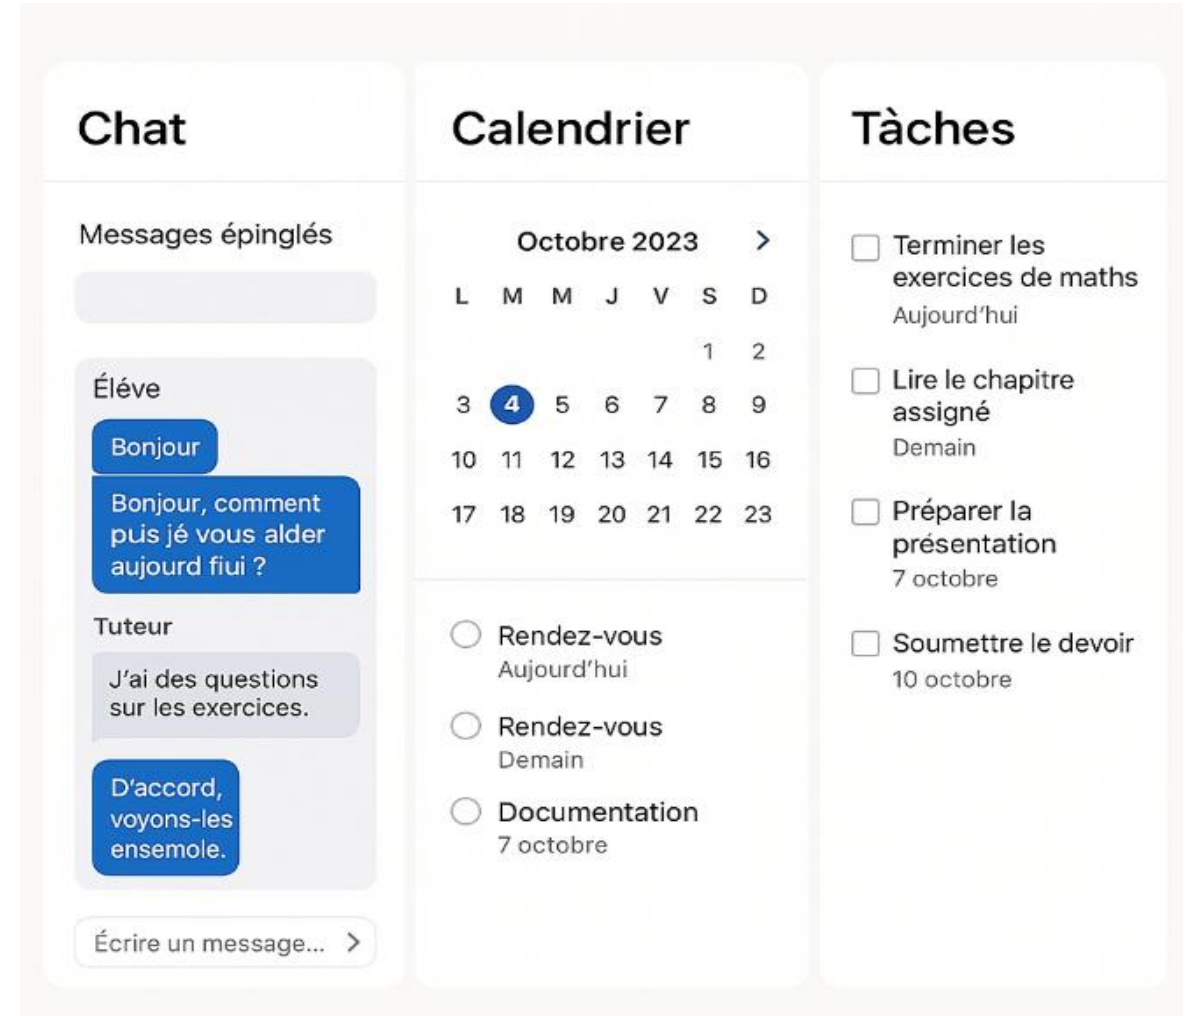 Chat
Messages épinglés
Éléve
Bonjour
Bonjour, comment
puis jé vous alder
aujourd fiui ?
Tuteur
J'ai des questions
sur les exercices.
D'accord,
voyons-les
ensemole.
Écrire un message... >
Calendrier
Octobre 2023 >
L M M J V S D
1 2
3 4 5 6 7 8 9
10 11 12 13 14 15 16
17 18 19 20 21 22 23
Rendez-vous
Aujourd'hui
Rendez-vous
Demain
Documentation
7 octobre
Tàches
Terminer les
exercices de maths
Aujourd'hui
Lire le chapitre
assigné
Demain
Préparer la
présentation
7 octobre
Soumettre le devoir
10 octobre